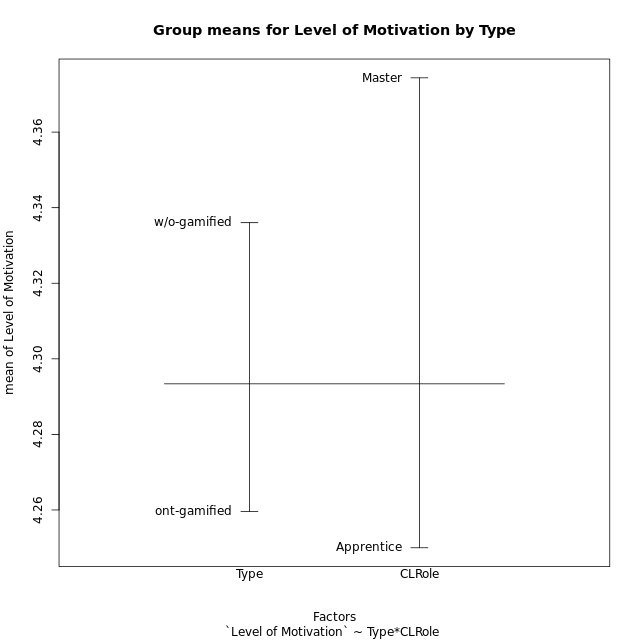 Group means for Level of Motivation by Type
mean of Level of Motivation
4.36
4.34
4.32
4.30
4.28
4.26
Master
w/o-gamified
ont-gamified
Apprentice
Type
CLRole
Factors
`Level of Motivation` ~ Type*CLRole